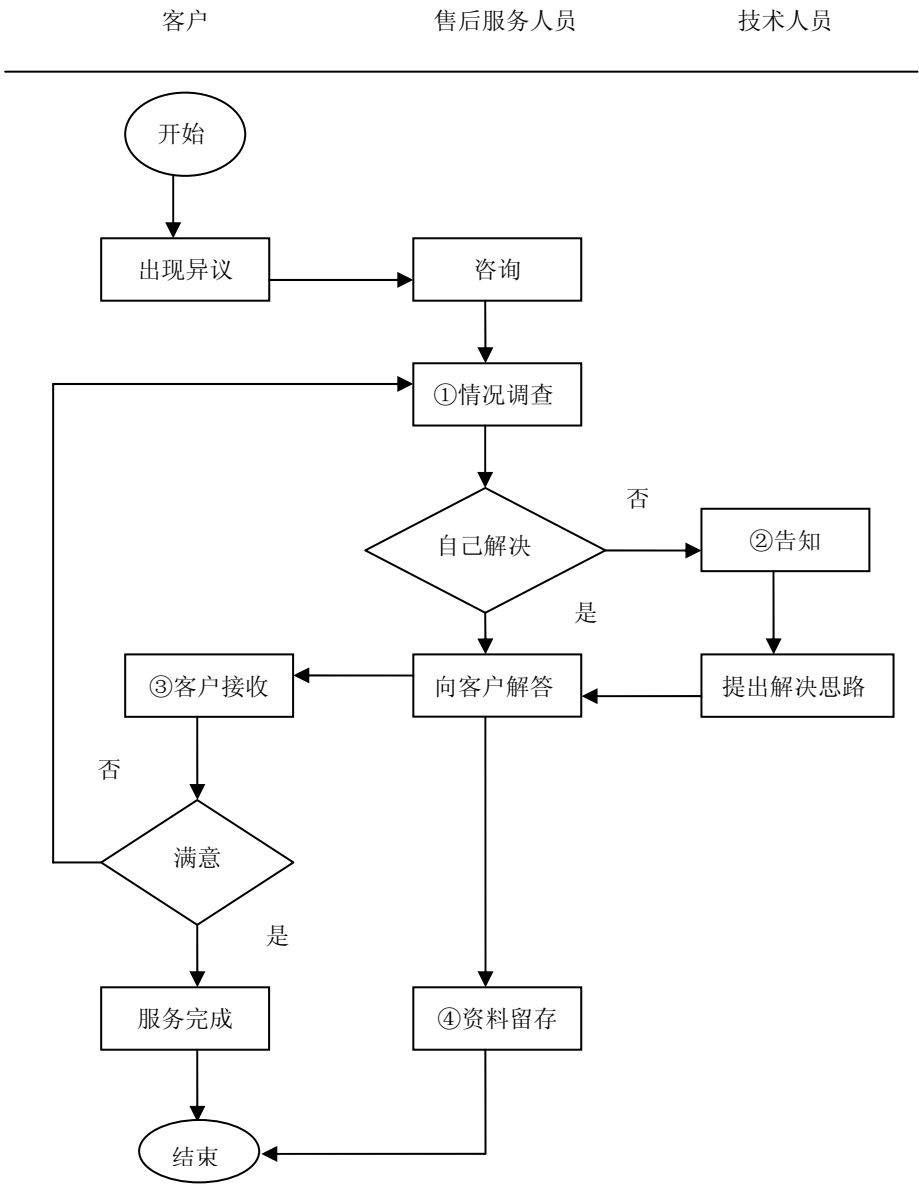 客户
售后服务人员
技术人员
开始
出现异议
咨询
①情况调查
否
自己解决
②告知
是
③客户接收
向客户解答
提出解决思路
否
满意
是
服务完成
④资料留存
结束